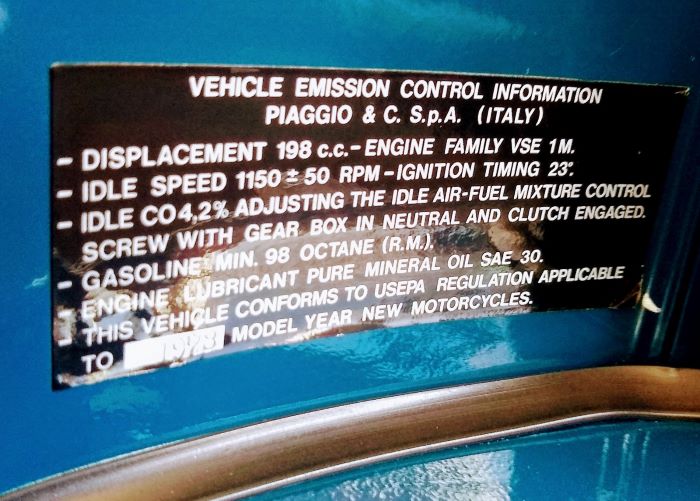 VEHICLE EMISSION CONTROL INFORMATION
PIAGGIO & C. S.p.A. (ITALY)
- DISPLACEMENT 198 c.c.- ENGINE FAMILY VSE 1M.
- IDLE SPEED 1150 ± 50 RPM - IGNITION TIMING 23°.
- IDLE CO 4,2% ADJUSTING THE IDLE AIR-FUEL MIXTURE CONTROL
SCREW WITH GEAR BOX IN NEUTRAL AND CLUTCH ENGAGED.
- GASOLINE MIN. 98 OCTANE (R.M.).
- ENGINE LUBRICANT PURE MINERAL OIL SAE 30.
- THIS VEHICLE CONFORMS TO USEPA REGULATION APPLICABLE
TO 1978 MODEL YEAR NEW MOTORCYCLES.